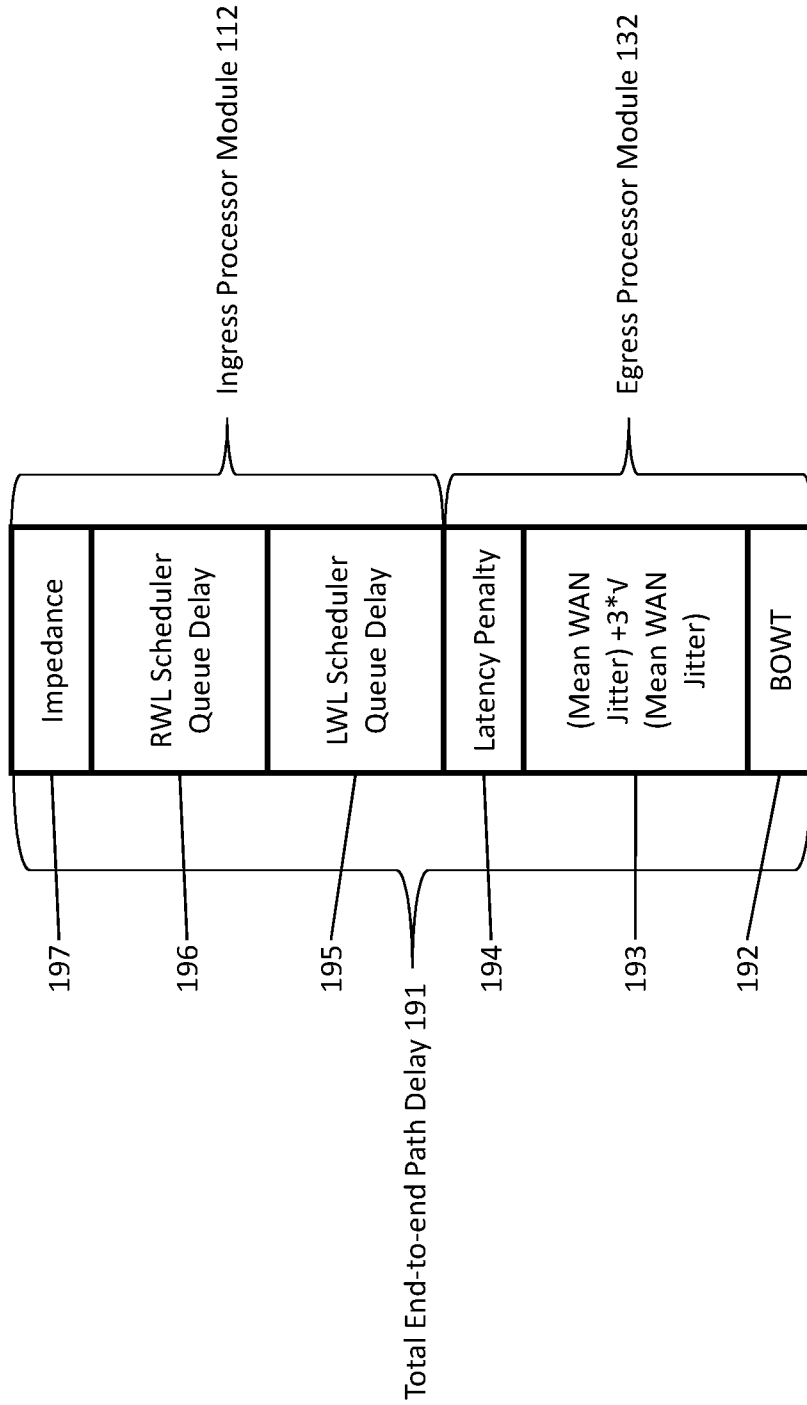 197
Impedance
196
RWL Scheduler
Queue Delay
Ingress Processor Module 112
195
LWL Scheduler
Queue Delay
Total End-to-end Path Delay 191
194
Latency Penalty
193
(Mean WAN
Jitter) +3*√
(Mean WAN
Jitter)
Egress Processor Module 132
192
BOWT